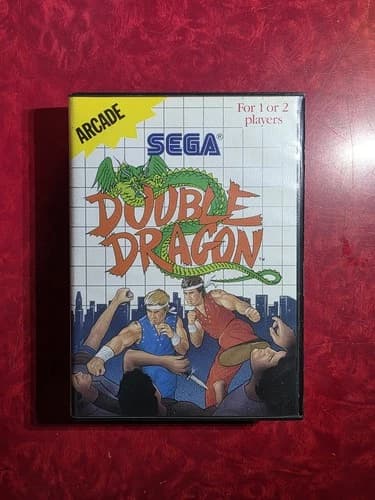 ARCADE
SEGA
For 1 or 2
players
DOUBLE
DRAGON